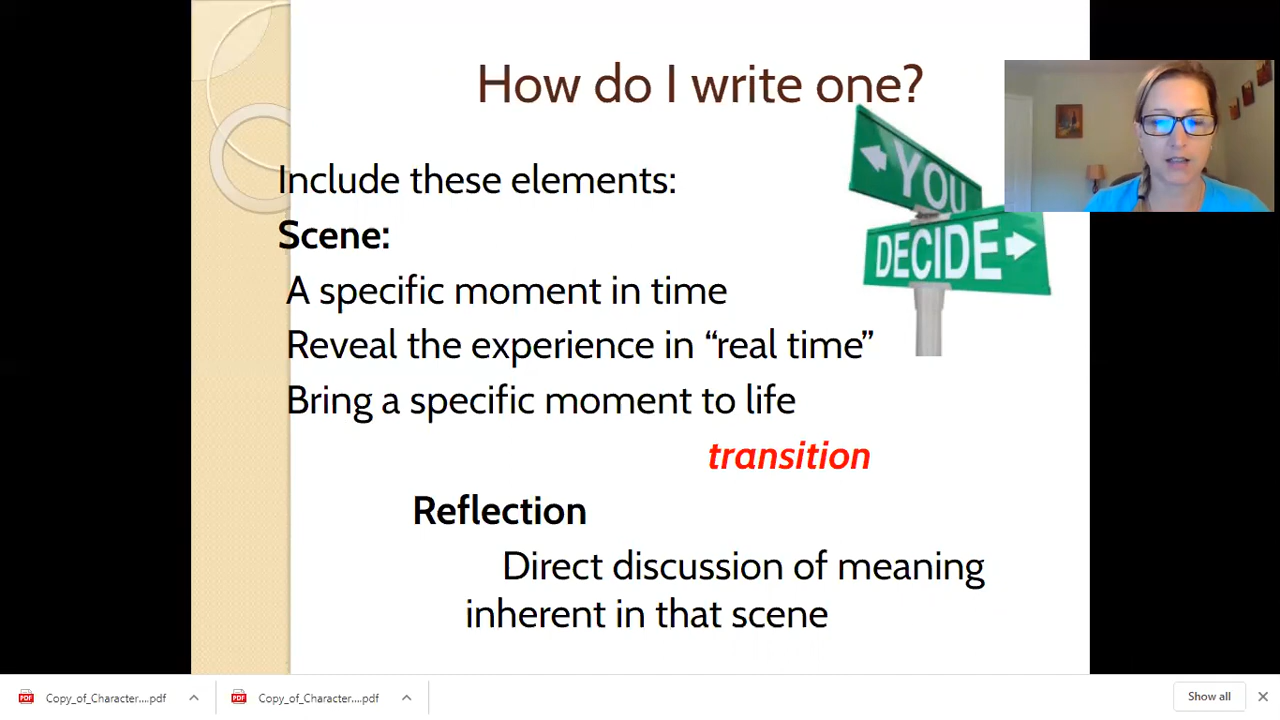 How do I write one?
YOU
DECIDE
Include these elements:
Scene:
A specific moment in time
Reveal the experience in “real time”
Bring a specific moment to life
transition
Reflection
Direct discussion of meaning
inherent in that scene
PDF
Copy_of_Character....pdf
PDF
Copy_of_Character....pdf
Show all